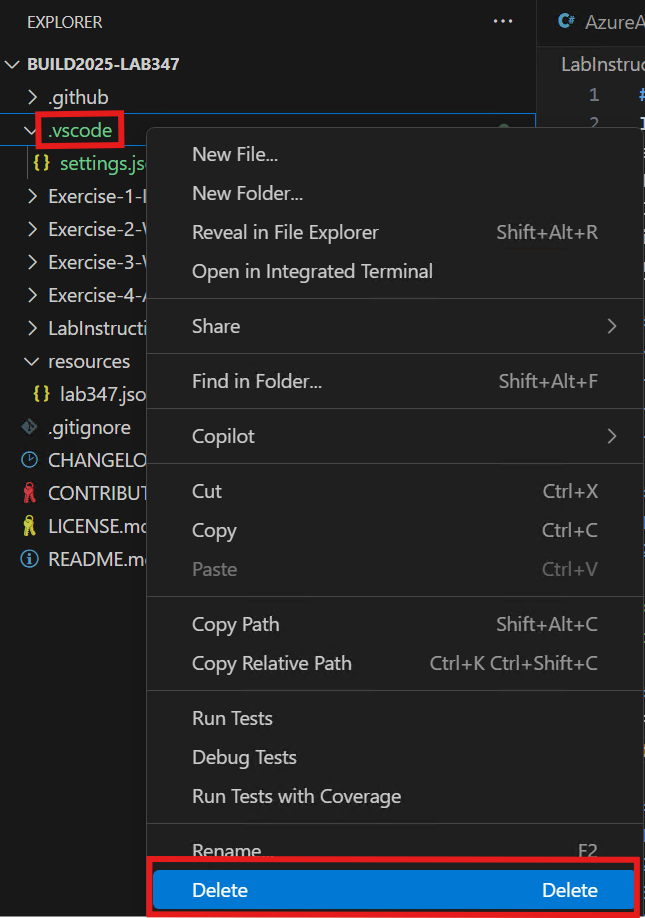 EXPLORER ...
AzureA
BUILD2025-LAB347
LabInstruc
.github
1 #
.vscode
2
settings.js
Exercise-1-
Exercise-2-
Exercise-3-
Exercise-4-
LabInstructi
resources
lab347.jso
.gitignore
CHANGELO
CONTRIBUT
LICENSE.md
README.m
New File...
New Folder...
Reveal in File Explorer Shift+Alt+R
Open in Integrated Terminal
Share
Find in Folder... Shift+Alt+F
Copilot
Cut Ctrl+X
Copy Ctrl+C
Paste Ctrl+V
Copy Path Shift+Alt+C
Copy Relative Path Ctrl+K Ctrl+Shift+C
Run Tests
Debug Tests
Run Tests with Coverage
Rename... F2
Delete Delete